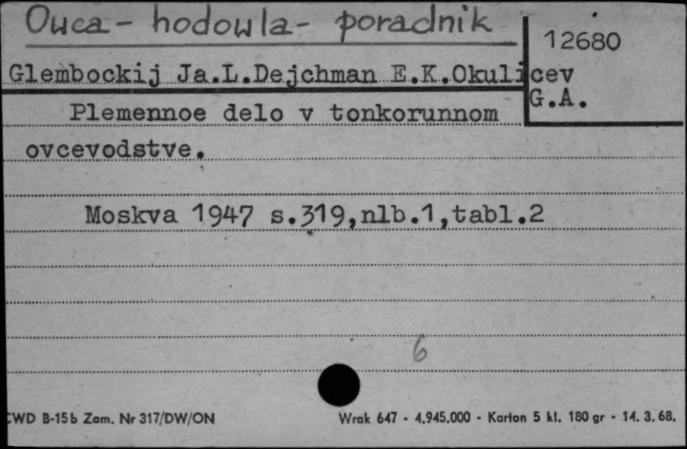 Owca - hodowla - poradnik
12680
Glembockij Ja.L.Dejchman E.K.Okulicev
G.A.
Plemennoe delo v tonkorunnom
ovcevodstve.
Moskva 1947 s.319,nlb.1,tabl.2
6
CWD B-15b Zam. Nr 317/DW/ON
Wrak 647 - 4.945.000 - Karton 5 kl. 180 gr - 14. 3. 68.